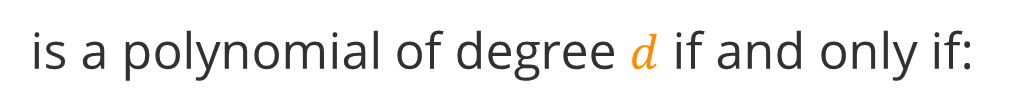 is a polynomial of degree d if and only if: